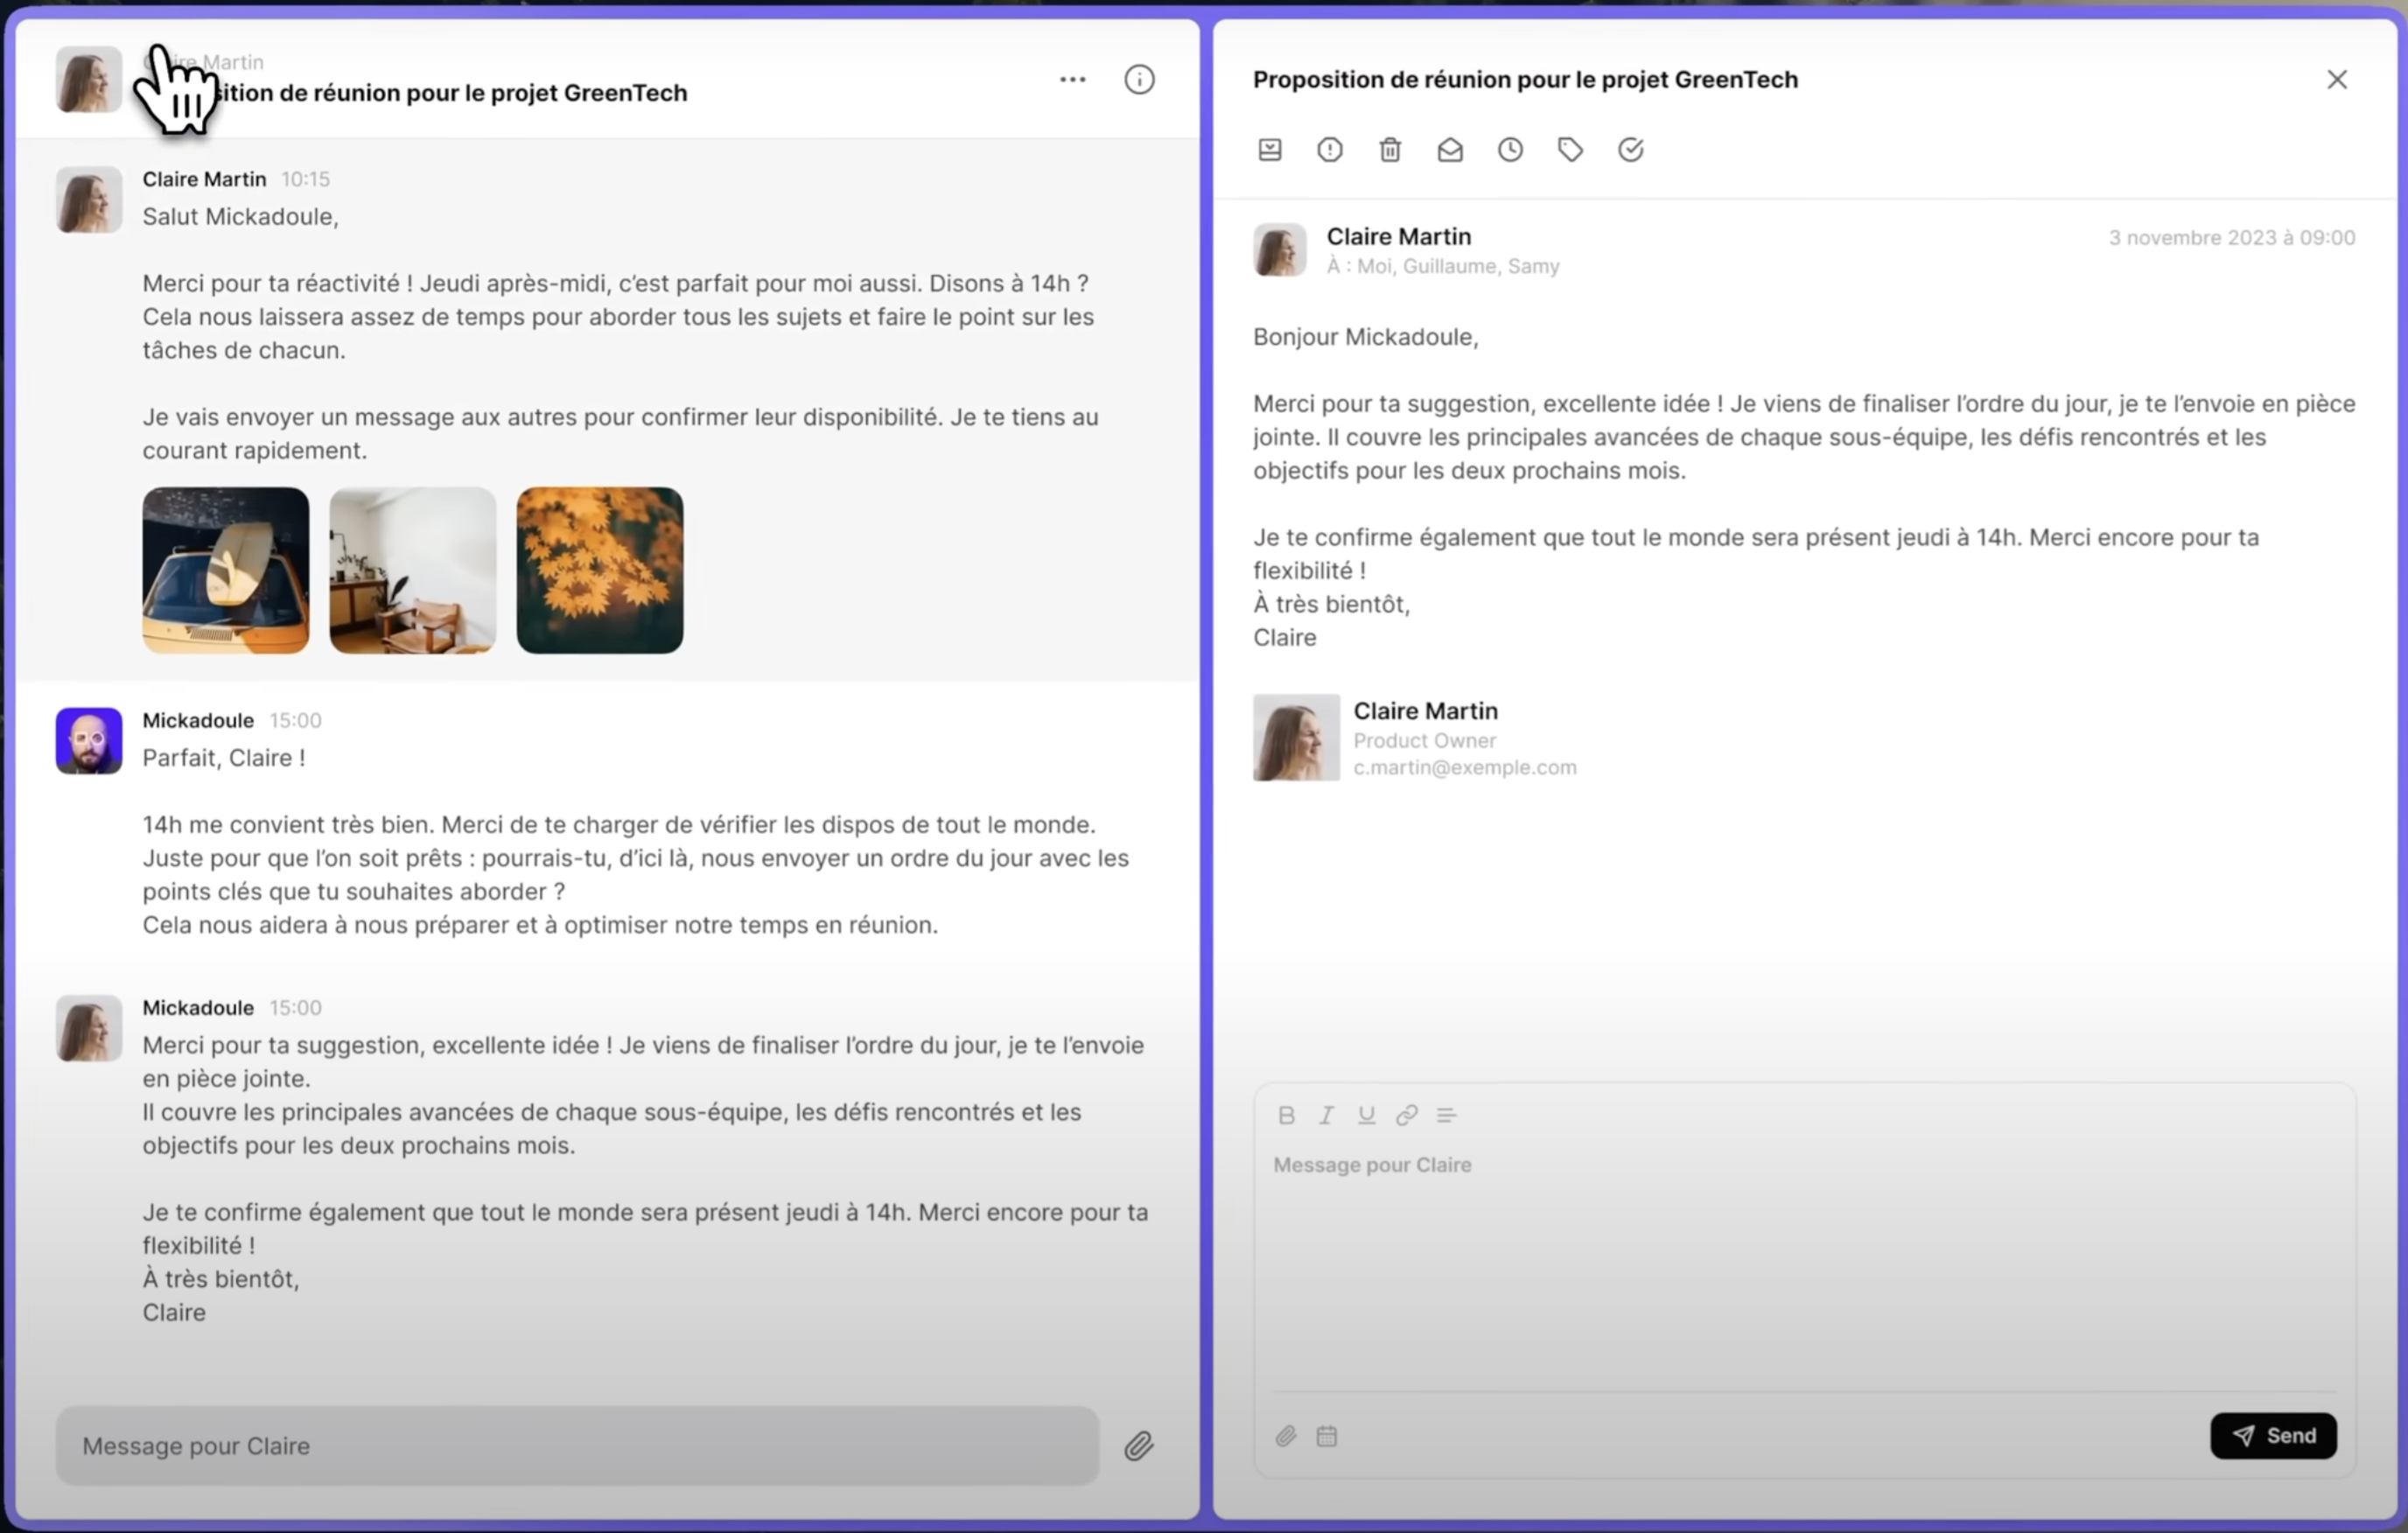 Martin
sition de réunion pour le projet GreenTech
Claire Martin 10:15
Salut Mickadoule,
Merci pour ta réactivité ! Jeudi après-midi, c’est parfait pour moi aussi. Disons à 14h ?
Cela nous laissera assez de temps pour aborder tous les sujets et faire le point sur les
tâches de chacun.
Je vais envoyer un message aux autres pour confirmer leur disponibilité. Je te tiens au
courant rapidement.
Mickadoule 15:00
Parfait, Claire !
14h me convient très bien. Merci de te charger de vérifier les dispos de tout le monde.
Juste pour que l’on soit prêts : pourrais-tu, d’ici là, nous envoyer un ordre du jour avec les
points clés que tu souhaites aborder ?
Cela nous aidera à nous préparer et à optimiser notre temps en réunion.
Mickadoule 15:00
Merci pour ta suggestion, excellente idée ! Je viens de finaliser l’ordre du jour, je te l’envoie
en pièce jointe.
Il couvre les principales avancées de chaque sous-équipe, les défis rencontrés et les
objectifs pour les deux prochains mois.
Je te confirme également que tout le monde sera présent jeudi à 14h. Merci encore pour ta
flexibilité !
À très bientôt,
Claire
Message pour Claire
Proposition de réunion pour le projet GreenTech
Claire Martin
3 novembre 2023 à 09:00
À : Moi, Guillaume, Samy
Bonjour Mickadoule,
Merci pour ta suggestion, excellente idée ! Je viens de finaliser l’ordre du jour, je te l’envoie en pièce
jointe. Il couvre les principales avancées de chaque sous-équipe, les défis rencontrés et les
objectifs pour les deux prochains mois.
Je te confirme également que tout le monde sera présent jeudi à 14h. Merci encore pour ta
flexibilité !
À très bientôt,
Claire
Claire Martin
Product Owner
c.martin@exemple.com
B I U
Message pour Claire
Send